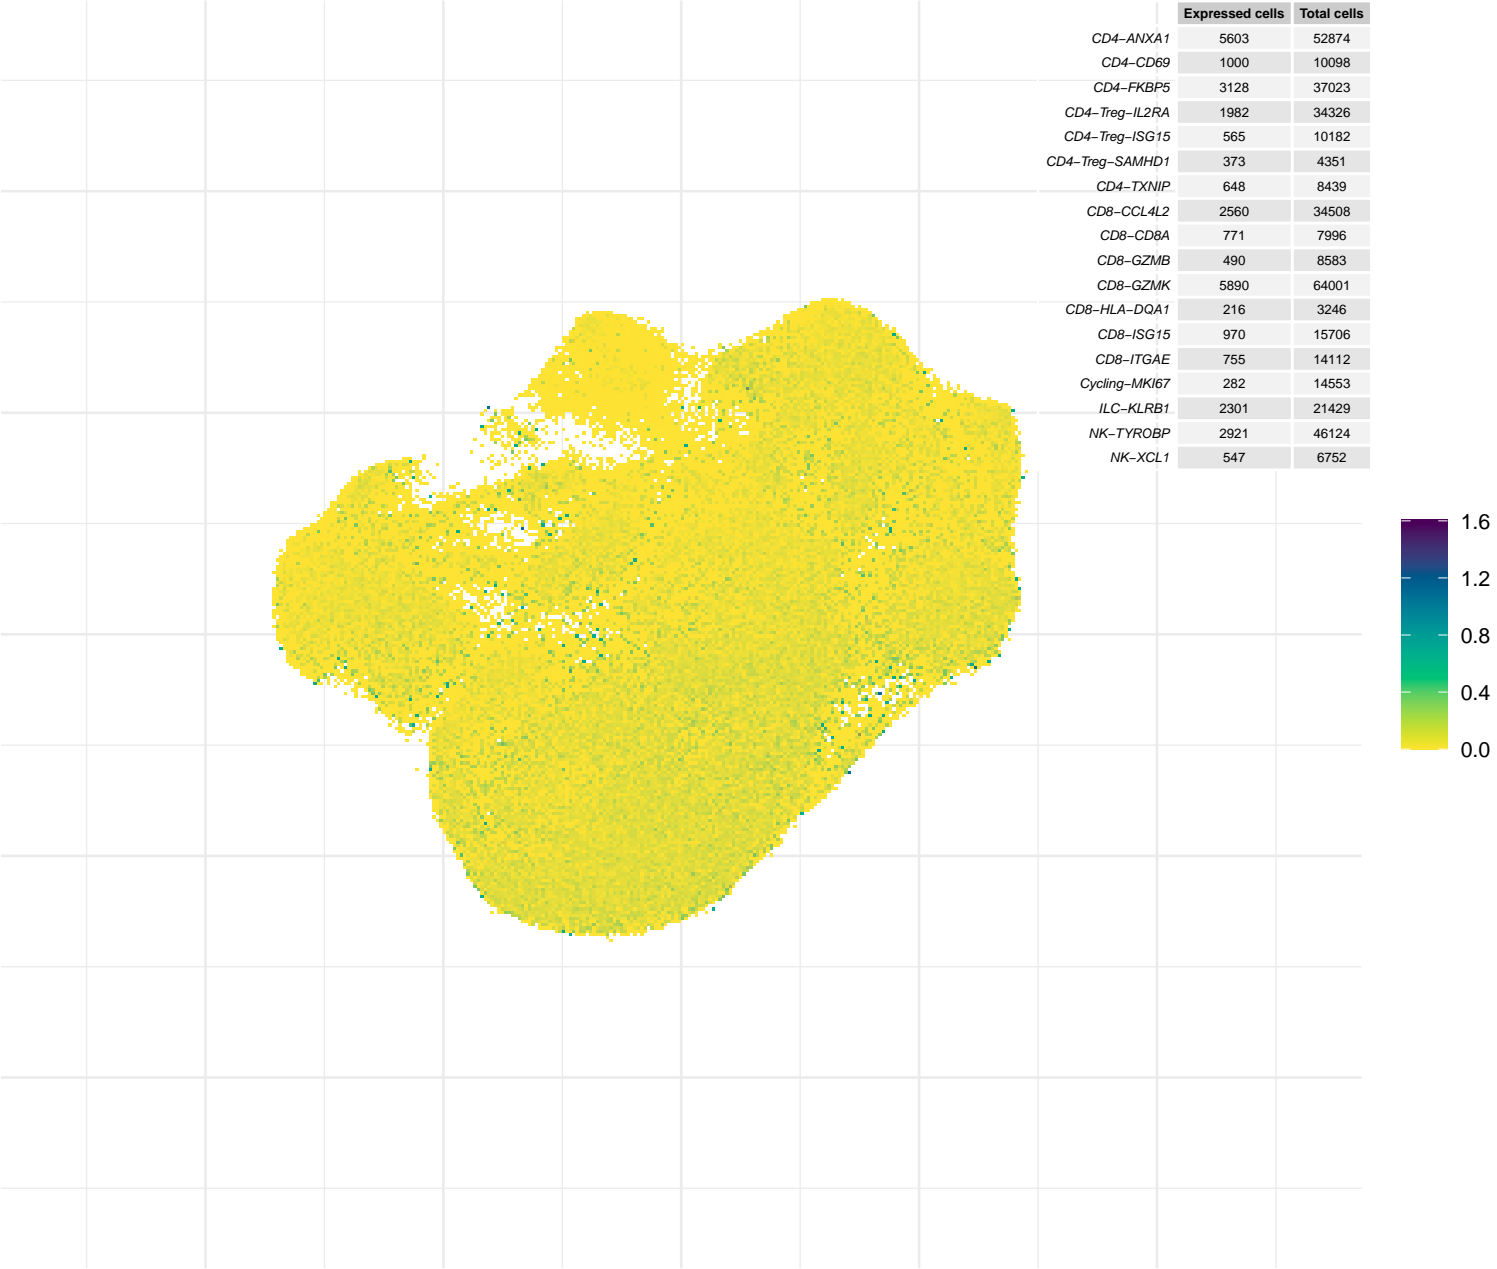 Expressed cells Total cells
CD4−ANXA1 5603 52874
CD4−CD69 1000 10098
CD4−FKBP5 3128 37023
CD4−Treg−IL2RA 1982 34326
CD4−Treg−ISG15 565 10182
CD4−Treg−SAMHD1 373 4351
CD4−TXNIP 648 8439
CD8−CCL4L2 2560 34508
CD8−CD8A 771 7996
CD8−GZMB 490 8583
CD8−GZMK 5890 64001
CD8−HLA−DQA1 216 3246
CD8−ISG15 970 15706
CD8−ITGAE 755 14112
Cycling−MKI67 282 14553
ILC−KLRB1 2301 21429
NK−TYROBP 2921 46124
NK−XCL1 547 6752
1.6
1.2
0.8
0.4
0.0